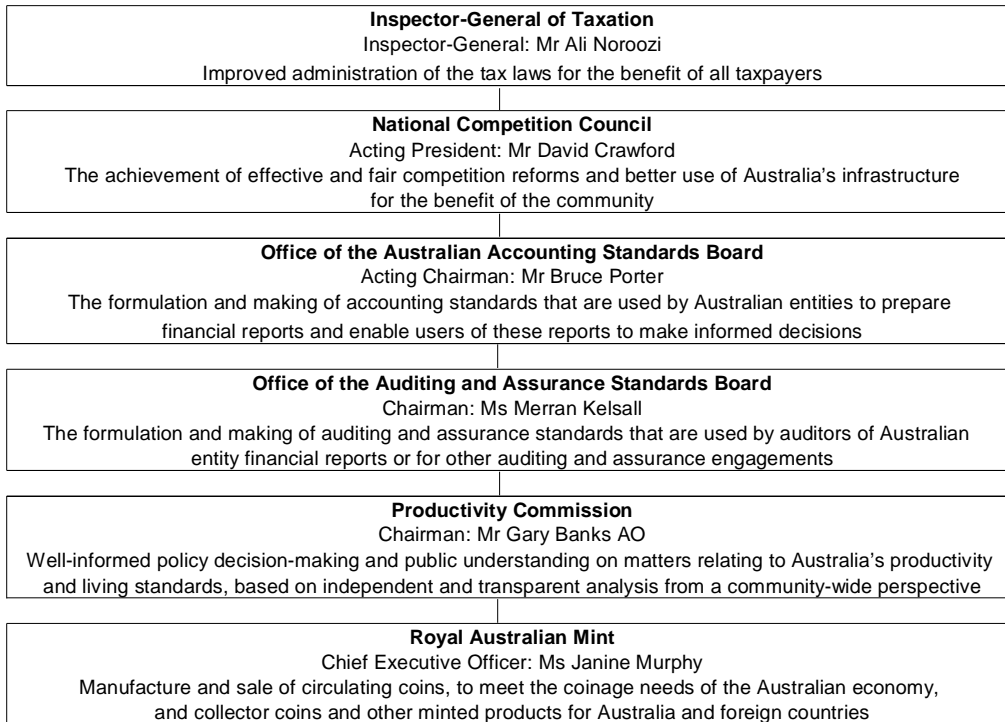 Inspector-General of Taxation
Inspector-General: Mr Ali Noroozi
Improved administration of the tax laws for the benefit of all taxpayers
National Competition Council
Acting President: Mr David Crawford
The achievement of effective and fair competition reforms and better use of Australia’s infrastructure
for the benefit of the community
Office of the Australian Accounting Standards Board
Acting Chairman: Mr Bruce Porter
The formulation and making of accounting standards that are used by Australian entities to prepare
financial reports and enable users of these reports to make informed decisions
Office of the Auditing and Assurance Standards Board
Chairman: Ms Merran Kelsall
The formulation and making of auditing and assurance standards that are used by auditors of Australian
entity financial reports or for other auditing and assurance engagements
Productivity Commission
Chairman: Mr Gary Banks AO
Well-informed policy decision-making and public understanding on matters relating to Australia’s productivity
and living standards, based on independent and transparent analysis from a community-wide perspective
Royal Australian Mint
Chief Executive Officer: Ms Janine Murphy
Manufacture and sale of circulating coins, to meet the coinage needs of the Australian economy,
and collector coins and other minted products for Australia and foreign countries